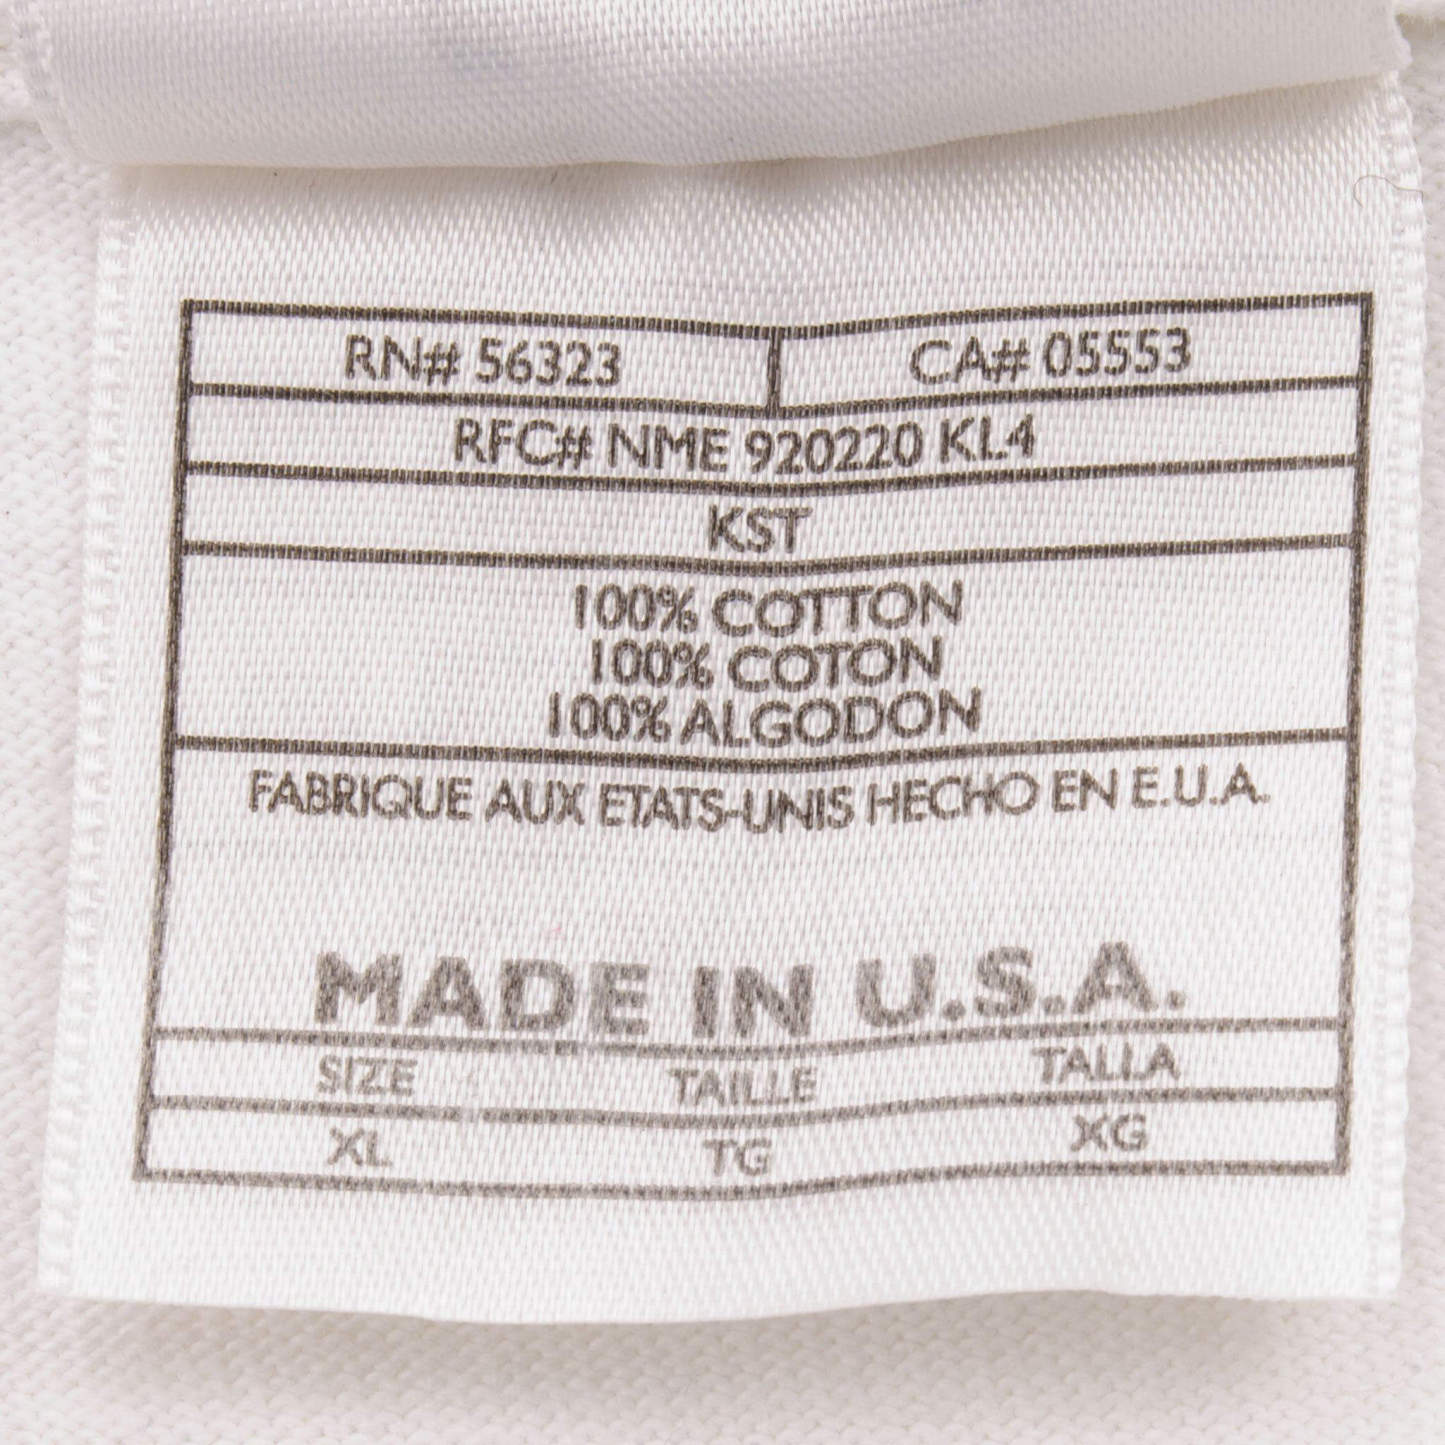 RN# 56323 CA# 05553
RFC# NME 920220 KL4
KST
100% COTTON
100% COTON
100% ALGODON
FABRIQUE AUX ETATS-UNIS HECHO EN E.U.A.
MADE IN U.S.A.
SIZE TAILLE TALLA
XL TG XG